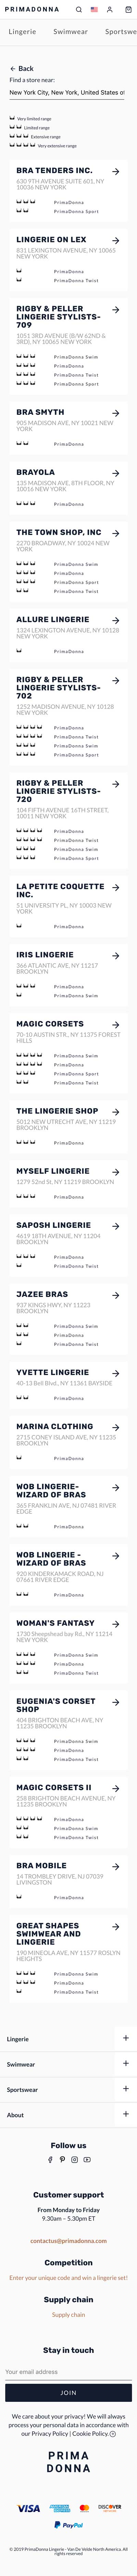 PRIMADONNA
Lingerie Swimwear Sportswe
Back
Find a store near:
New York City, New York, United States of
Very limited range
Limited range
Extensive range
Very extensive range
BRA TENDERS INC.
630 9TH AVENUE SUITE 601, NY
10036 NEW YORK
PrimaDonna
PrimaDonna Sport
LINGERIE ON LEX
831 LEXINGTON AVENUE, NY 10065
NEW YORK
PrimaDonna
PrimaDonna Twist
RIGBY & PELLER
LINGERIE STYLISTS-
709
1051 3RD AVENUE (B/W 62ND &
3RD), NY 10065 NEW YORK
PrimaDonna Swim
PrimaDonna
PrimaDonna Twist
PrimaDonna Sport
BRA SMYTH
905 MADISON AVE, NY 10021 NEW
YORK
PrimaDonna
BRAYOLA
135 MADISON AVE, 8TH FLOOR, NY
10016 NEW YORK
PrimaDonna
THE TOWN SHOP, INC
2270 BROADWAY, NY 10024 NEW
YORK
PrimaDonna Swim
PrimaDonna
PrimaDonna Sport
PrimaDonna Twist
ALLURE LINGERIE
1324 LEXINGTON AVENUE, NY 10128
NEW YORK
PrimaDonna
RIGBY & PELLER
LINGERIE STYLISTS-
702
1252 MADISON AVENUE, NY 10128
NEW YORK
PrimaDonna
PrimaDonna Twist
PrimaDonna Swim
PrimaDonna Sport
RIGBY & PELLER
LINGERIE STYLISTS-
720
104 FIFTH AVENUE 16TH STREET,
10011 NEW YORK
PrimaDonna
PrimaDonna Twist
PrimaDonna Swim
PrimaDonna Sport
LA PETITE COQUETTE
INC.
51 UNIVERSITY PL, NY 10003 NEW
YORK
PrimaDonna
IRIS LINGERIE
366 ATLANTIC AVE, NY 11217
BROOKLYN
PrimaDonna
PrimaDonna Swim
MAGIC CORSETS
70-10 AUSTIN STR., NY 11375 FOREST
HILLS
PrimaDonna Swim
PrimaDonna
PrimaDonna Sport
PrimaDonna Twist
THE LINGERIE SHOP
5012 NEW UTRECHT AVE, NY 11219
BROOKLYN
PrimaDonna
MYSELF LINGERIE
1279 52nd St, NY 11219 BROOKLYN
PrimaDonna
SAPOSH LINGERIE
4619 18TH AVENUE, NY 11204
BROOKLYN
PrimaDonna
PrimaDonna Twist
JAZEE BRAS
937 KINGS HWY, NY 11223
BROOKLYN
PrimaDonna Swim
PrimaDonna
PrimaDonna Twist
YVETTE LINGERIE
40-13 Bell Blvd., NY 11361 BAYSIDE
PrimaDonna
MARINA CLOTHING
2715 CONEY ISLAND AVE, NY 11235
BROOKLYN
PrimaDonna
WOB LINGERIE-
WIZARD OF BRAS
365 FRANKLIN AVE, NJ 07481 RIVER
EDGE
PrimaDonna
WOB LINGERIE -
WIZARD OF BRAS
920 KINDERKAMACK ROAD, NJ
07661 RIVER EDGE
PrimaDonna
WOMAN'S FANTASY
1730 Sheepshead bay Rd., NY 11214
NEW YORK
PrimaDonna Swim
PrimaDonna
PrimaDonna Twist
EUGENIA'S CORSET
SHOP
404 BRIGHTON BEACH AVE, NY
11235 BROOKLYN
PrimaDonna Swim
PrimaDonna
PrimaDonna Twist
MAGIC CORSETS II
258 BRIGHTON BEACH AVENUE, NY
11235 BROOKLYN
PrimaDonna
PrimaDonna Swim
PrimaDonna Twist
BRA MOBILE
14 TROMBLEY DRIVE, NJ 07039
LIVINGSTON
PrimaDonna
GREAT SHAPES
SWIMWEAR AND
LINGERIE
190 MINEOLA AVE, NY 11577 ROSLYN
HEIGHTS
PrimaDonna Swim
PrimaDonna
PrimaDonna Twist
Lingerie
Swimwear
Sportswear
About
Follow us
Customer support
From Monday to Friday
9.30am – 5.30pm ET
contactus@primadonna.com
Competition
Enter your unique code and win a lingerie set!
Supply chain
Supply chain
Stay in touch
Your email address
JOIN
We care about your privacy! We will always
process your personal data in accordance with
our Privacy Policy | Cookie Policy.
PRIMA
DONNA
VISA AMERICAN EXPRESS mastercard DISCOVER
PayPal
© 2019 PrimaDonna Lingerie - Van De Velde North America. All
rights reserved